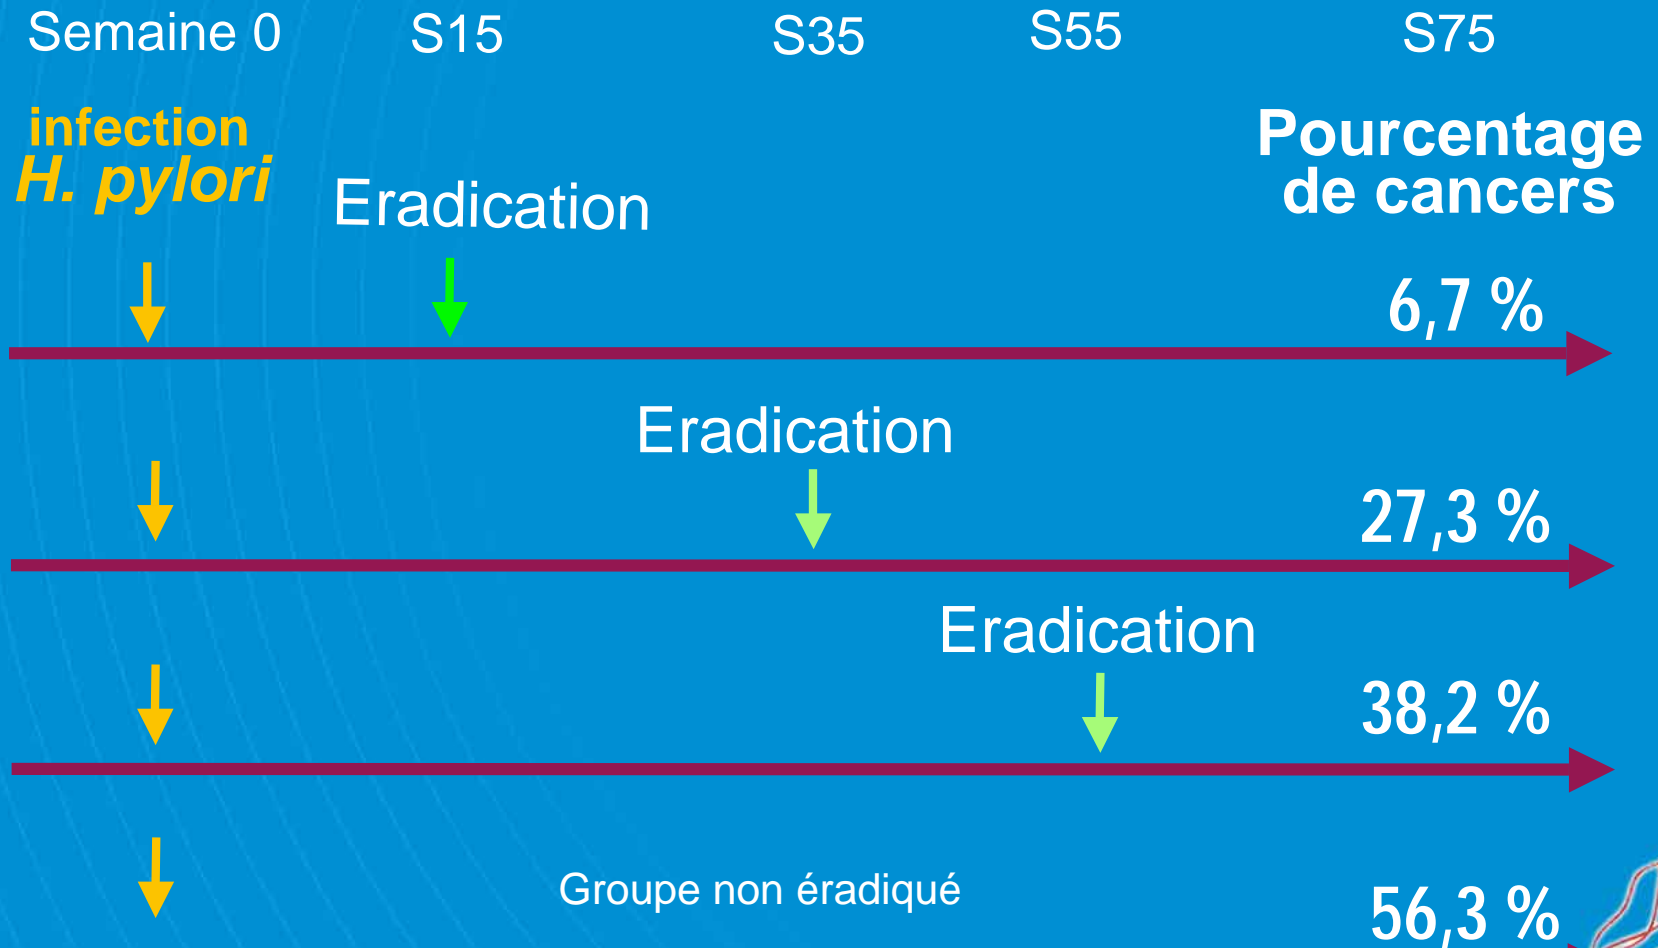 Semaine 0 S15 S35 S55 S75
infection
H. pylori
Pourcentage
de cancers
Eradication
6,7 %
Eradication
27,3 %
Eradication
38,2 %
Groupe non éradiqué
56,3 %